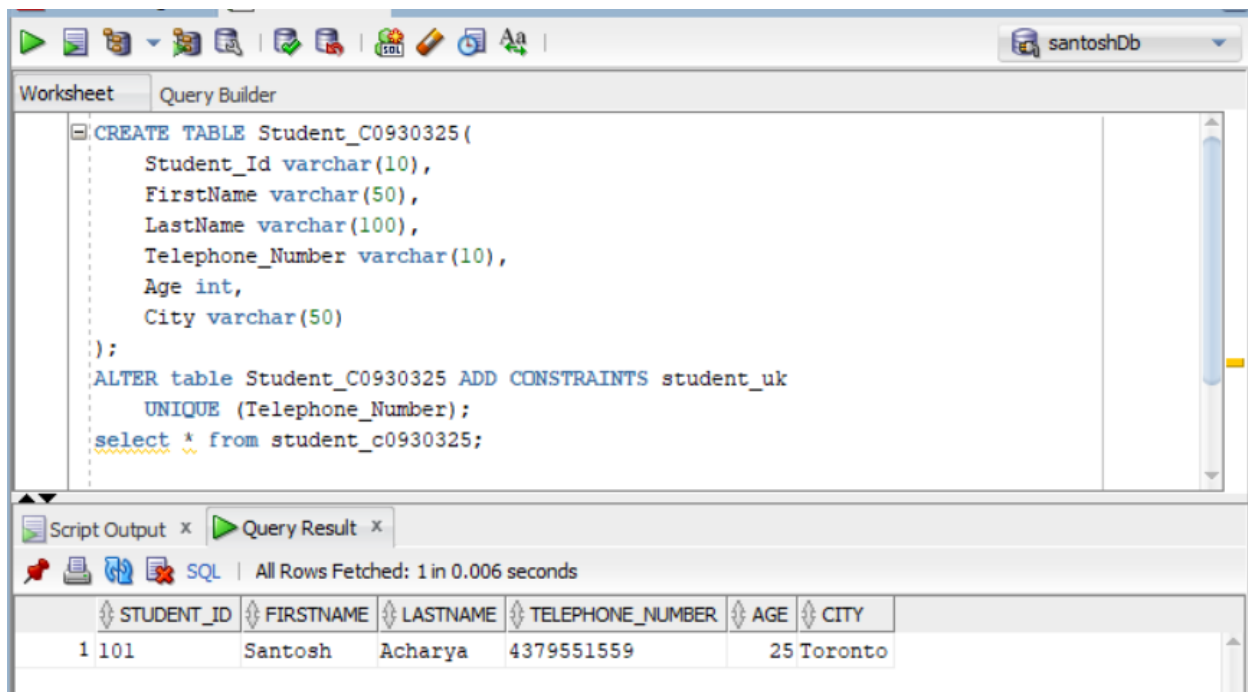 santoshDb
Worksheet Query Builder
CREATE TABLE Student_C0930325(
Student_Id varchar(10),
FirstName varchar(50),
LastName varchar(100),
Telephone_Number varchar(10),
Age int,
City varchar(50)
);
ALTER table Student_C0930325 ADD CONSTRAINTS student_uk
UNIQUE (Telephone_Number);
select * from student_c0930325;
Script Output x Query Result x
SQL | All Rows Fetched: 1 in 0.006 seconds
STUDENT_ID FIRSTNAME LASTNAME TELEPHONE_NUMBER AGE CITY
1 101 Santosh Acharya 4379551559 25 Toronto